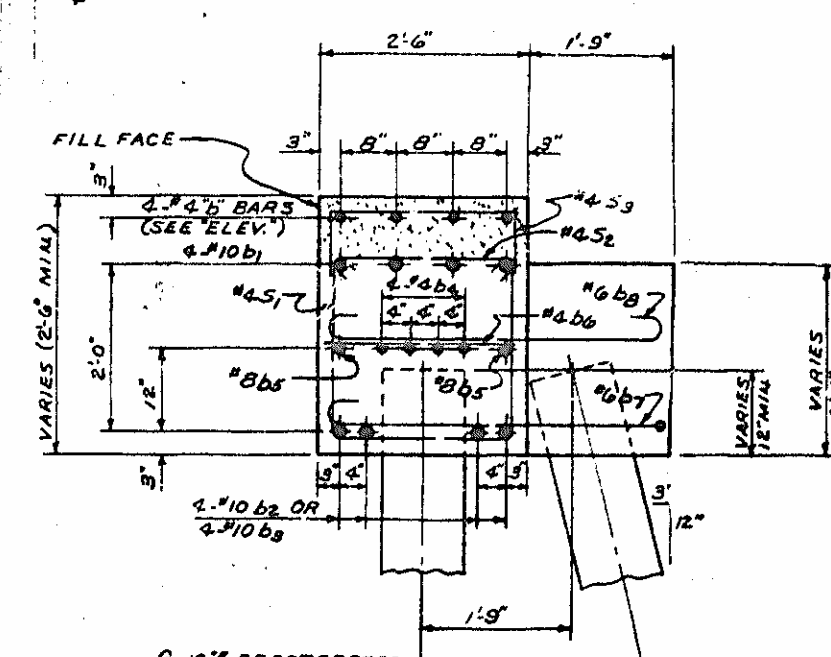 2'-6"
1'-9"
FILL FACE
3" 8" 8" 8" 3"
3"
4-#4"b" BARS
(SEE "ELEV.")
4-#10 b1
#4 S3
#4 S2
#4 S1
4-#4 b4
4" 4" 4"
#6 b8
#4 b6
VARIES (2'-6" MIN)
2'-0"
12"
#8 b5
#8 b5
#6 b7
VARIES
12" MIN
VARIES
3"
3" 4"
4" 3"
4-#10 b2 OR
4-#10 b3
3"
12"
1'-9"